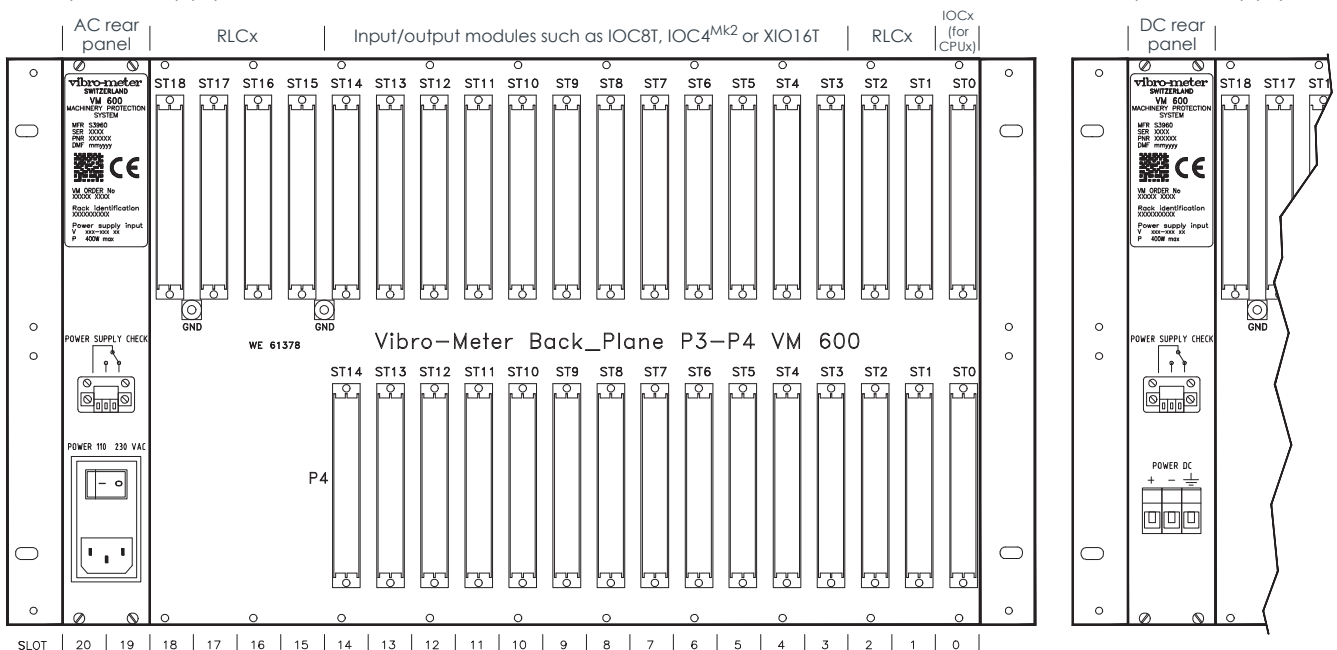 AC rear
panel
RLCx
Input/output modules such as IOC8T, IOC4Mk2 or XIO16T
RLCx
IOCx
(for
CPUx)
DC rear
panel
vibro-meter
SWITZERLAND
VM 600
MACHINERY PROTECTION
SYSTEM
MFR S3960
SER XXXX
PNR XXXXXX
DMF mmyyyy
CE
VM ORDER No
XXXXX XXXX
Rack identification
XXXXXXXXXX
Power supply input
V xxx-xxx xx
P 400W max
ST18 ST17 ST16 ST15 ST14 ST13 ST12 ST11 ST10 ST9 ST8 ST7 ST6 ST5 ST4 ST3 ST2 ST1 ST0
GND
GND
POWER SUPPLY CHECK
WE 61378
Vibro-Meter Back_Plane P3-P4 VM 600
ST14 ST13 ST12 ST11 ST10 ST9 ST8 ST7 ST6 ST5 ST4 ST3 ST2 ST1 ST0
POWER 110 230 VAC
P4
SLOT 20 19 18 17 16 15 14 13 12 11 10 9 8 7 6 5 4 3 2 1 0
vibro-meter
SWITZERLAND
VM 600
MACHINERY PROTECTION
SYSTEM
MFR S3960
SER XXXX
PNR XXXXXX
DMF mmyyyy
CE
VM ORDER No
XXXXX XXXX
Rack identification
XXXXXXXXXX
Power supply input
V xxx-xxx xx
P 400W max
ST18 ST17 ST1
GND
POWER SUPPLY CHECK
POWER DC
+ -